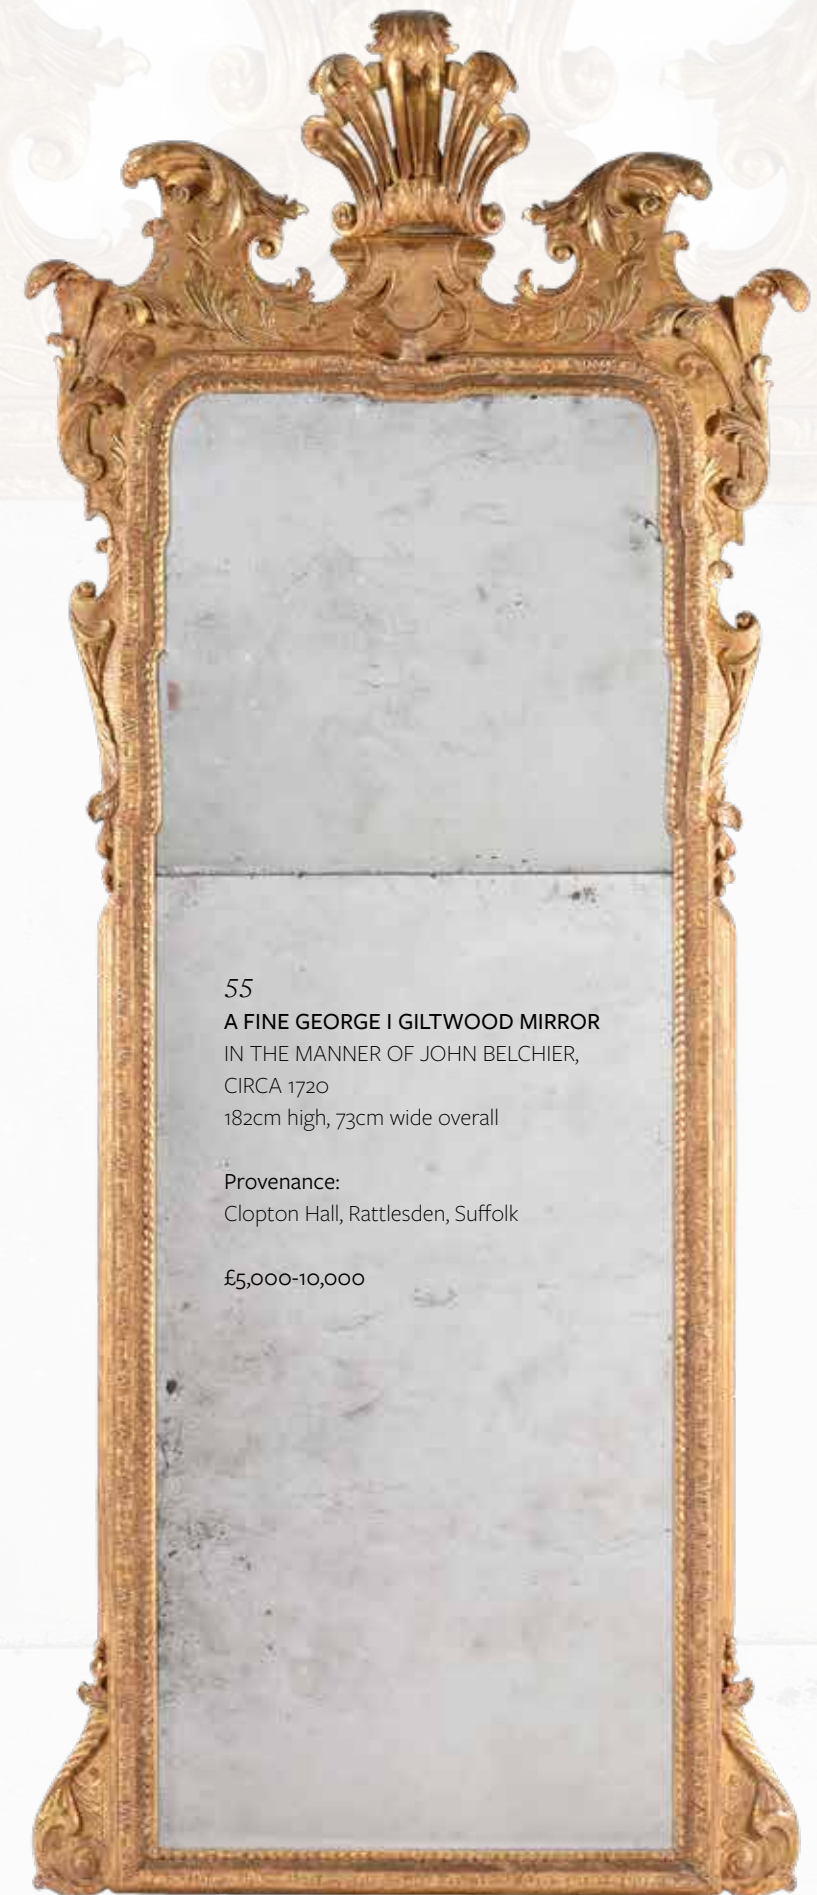 55
A FINE GEORGE I GILTWOOD MIRROR
IN THE MANNER OF JOHN BELCHIER,
CIRCA 1720
182cm high, 73cm wide overall
Provenance:
Clopton Hall, Rattlesden, Suffolk
£5,000-10,000